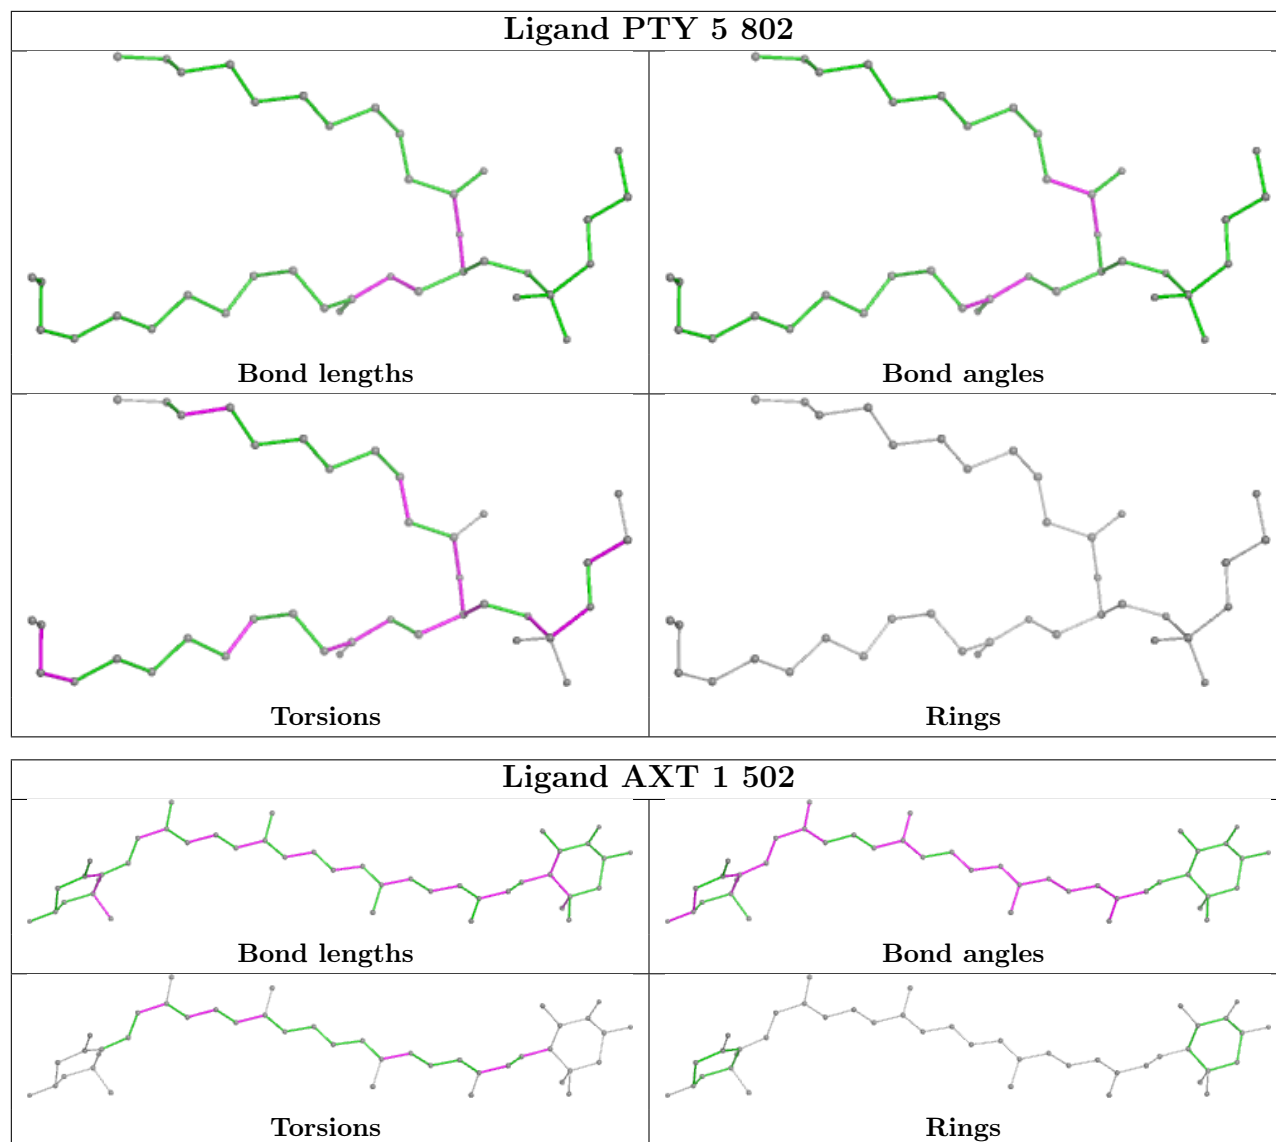 Ligand PTY 5 802
Bond lengths
Bond angles
Torsions
Rings
Ligand AXT 1 502
Bond lengths
Bond angles
Torsions
Rings